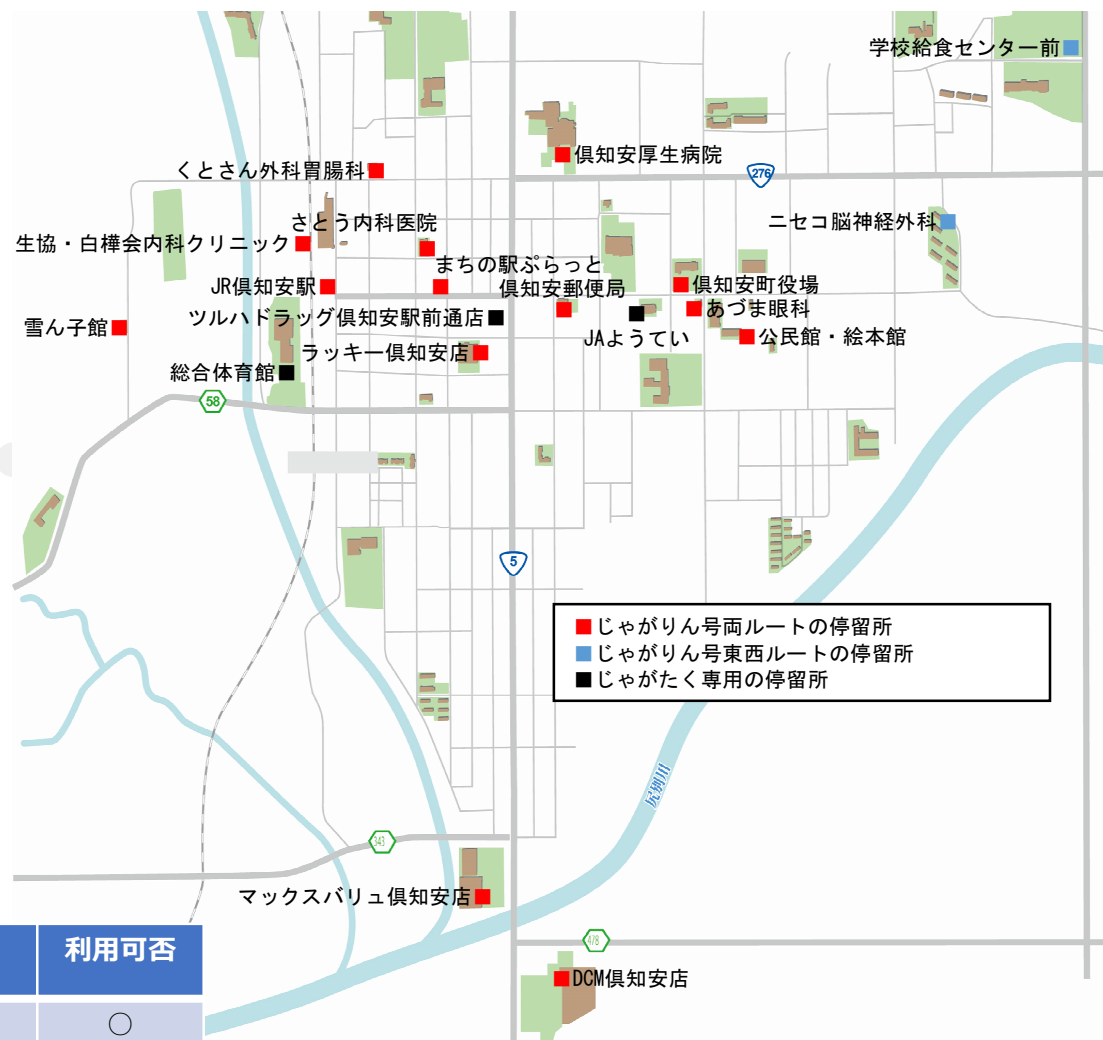 学校給食センター前
倶知安厚生病院
くとさん外科胃腸科
276
さとう内科医院
ニセコ脳神経外科
生協・白樺会内科クリニック
まちの駅ぷらっと
JR倶知安駅
倶知安郵便局
倶知安町役場
あづま眼科
ツルハドラッグ倶知安駅前通店
雪ん子館
JAようてい
公民館・絵本館
ラッキー倶知安店
総合体育館
58
5
じゃがりん号両ルートの停留所
じゃがりん号東西ルートの停留所
じゃがたく専用の停留所
尻別川
343
マックスバリュ倶知安店
利用可否
478
DCM倶知安店
○